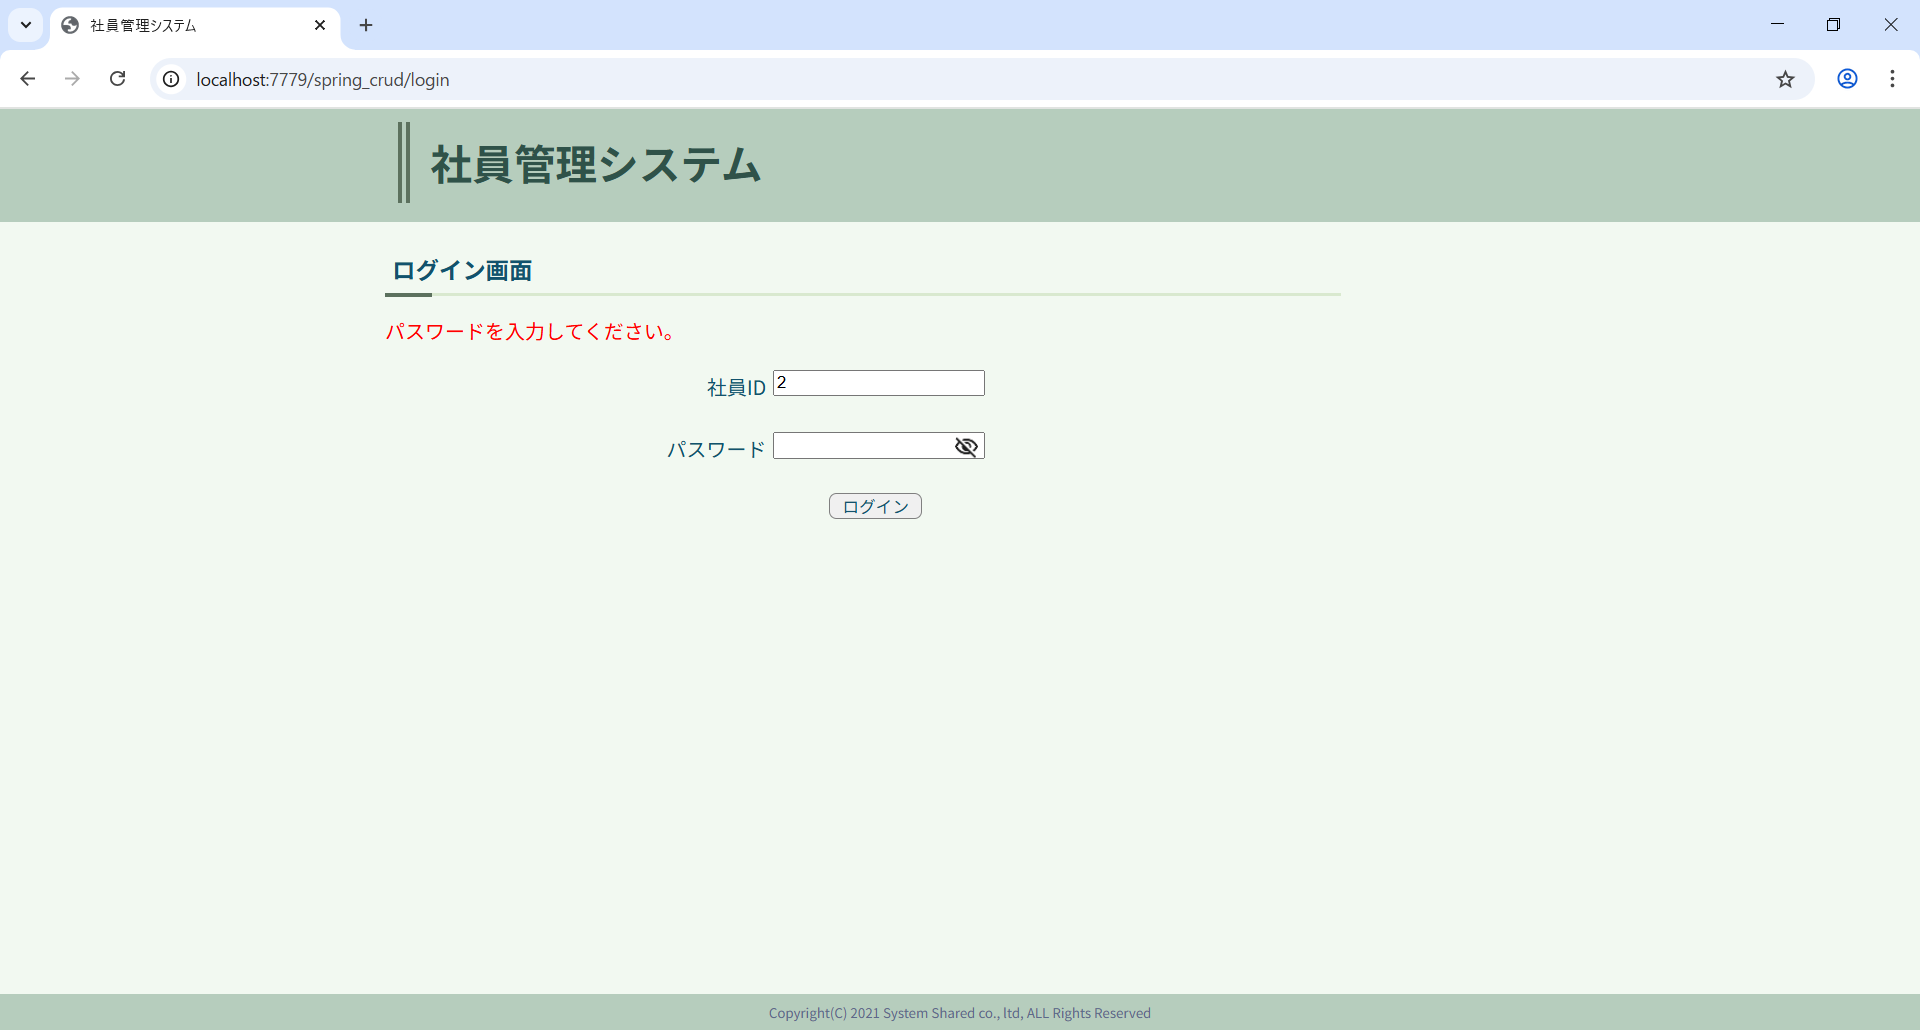 社員管理システム
localhost:7779/spring_crud/login
社員管理システム
ログイン画面
パスワードを入力してください。
社員ID 2
パスワード
ログイン
Copyright(C) 2021 System Shared co., ltd, ALL Rights Reserved